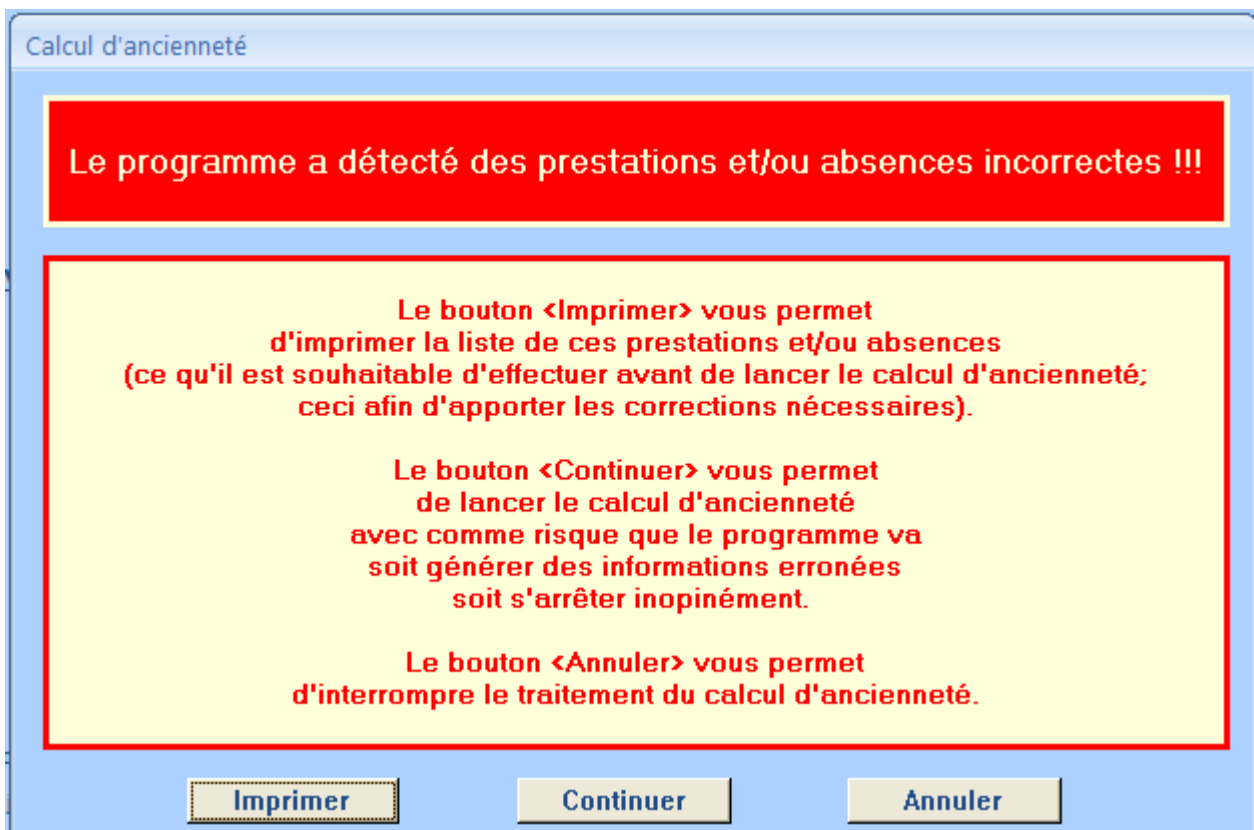 Calcul d'ancienneté
Le programme a détecté des prestations et/ou absences incorrectes !!!
Le bouton <Imprimer> vous permet
d'imprimer la liste de ces prestations et/ou absences
(ce qu'il est souhaitable d'effectuer avant de lancer le calcul d'ancienneté;
ceci afin d'apporter les corrections nécessaires).
Le bouton <Continuer> vous permet
de lancer le calcul d'ancienneté
avec comme risque que le programme va
soit générer des informations erronées
soit s'arrêter inopinément.
Le bouton <Annuler> vous permet
d'interrompre le traitement du calcul d'ancienneté.
Imprimer
Continuer
Annuler